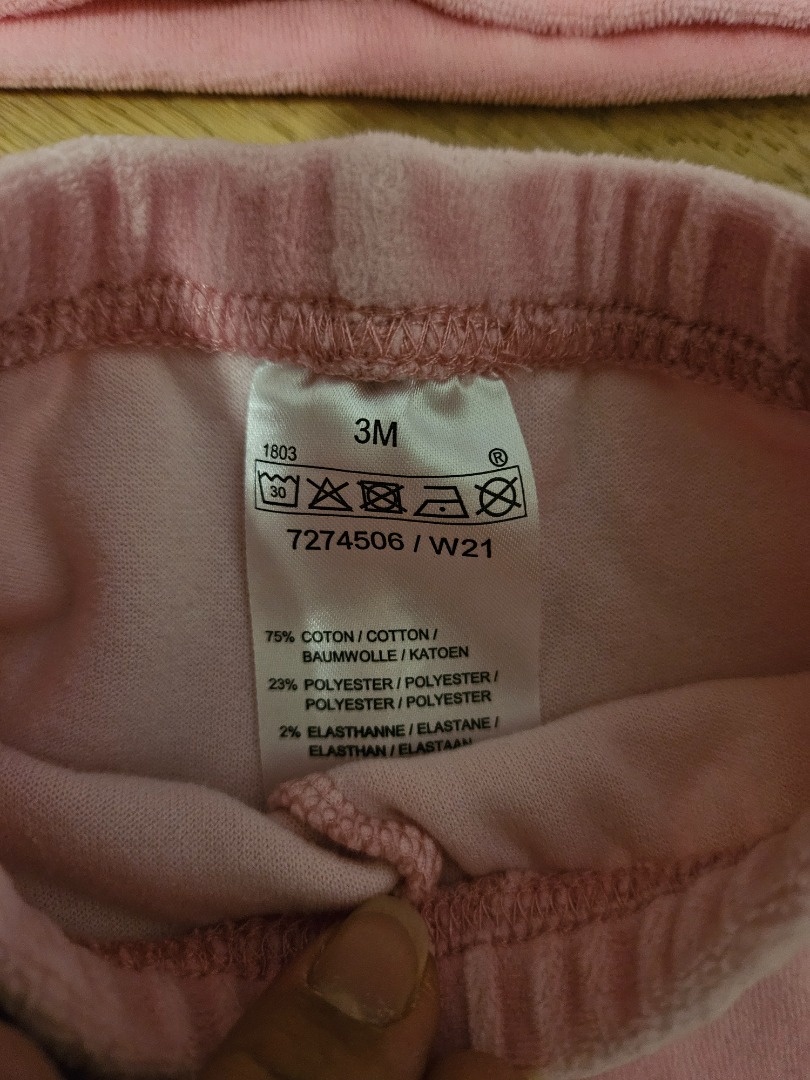 3M
1803 ®
30
7274506 / W21
75% COTON / COTTON /
BAUMWOLLE / KATOEN
23% POLYESTER / POLYESTER /
POLYESTER / POLYESTER
2% ELASTHANNE / ELASTANE /
ELASTHAN / ELASTAAN